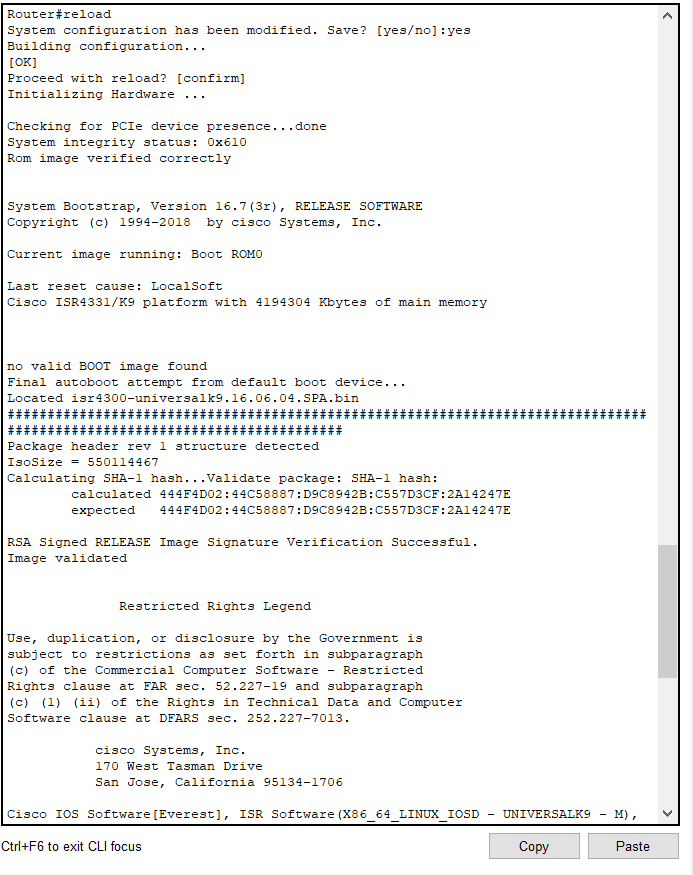 Router#reload
System configuration has been modified. Save? [yes/no]:yes
Building configuration...
[OK]
Proceed with reload? [confirm]
Initializing Hardware ...
Checking for PCIe device presence...done
System integrity status: 0x610
Rom image verified correctly
System Bootstrap, Version 16.7(3r), RELEASE SOFTWARE
Copyright (c) 1994-2018  by cisco Systems, Inc.
Current image running: Boot ROM0
Last reset cause: LocalSoft
Cisco ISR4331/K9 platform with 4194304 Kbytes of main memory
no valid BOOT image found
Final autoboot attempt from default boot device...
Located isr4300-universalk9.16.06.04.SPA.bin
################################################################################
##########################################
Package header rev 1 structure detected
IsoSize = 550114467
Calculating SHA-1 hash...Validate package: SHA-1 hash:
calculated 444F4D02:44C58887:D9C8942B:C557D3CF:2A14247E
expected   444F4D02:44C58887:D9C8942B:C557D3CF:2A14247E
RSA Signed RELEASE Image Signature Verification Successful.
Image validated
Restricted Rights Legend
Use, duplication, or disclosure by the Government is
subject to restrictions as set forth in subparagraph
(c) of the Commercial Computer Software - Restricted
Rights clause at FAR sec. 52.227-19 and subparagraph
(c) (1) (ii) of the Rights in Technical Data and Computer
Software clause at DFARS sec. 252.227-7013.
cisco Systems, Inc.
170 West Tasman Drive
San Jose, California 95134-1706
Cisco IOS Software[Everest], ISR Software(X86_64_LINUX_IOSD - UNIVERSALK9 - M),
Ctrl+F6 to exit CLI focus
Copy
Paste